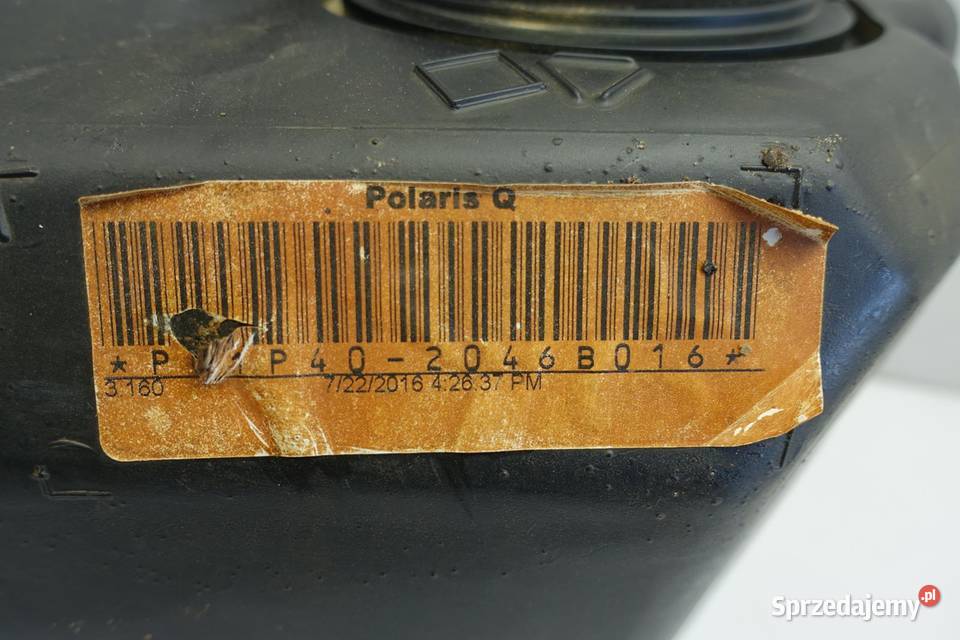 Polaris Q
P40-2046B016*
3.160 7/22/2016 4:26:37 PM
Sprzedajemy.pl